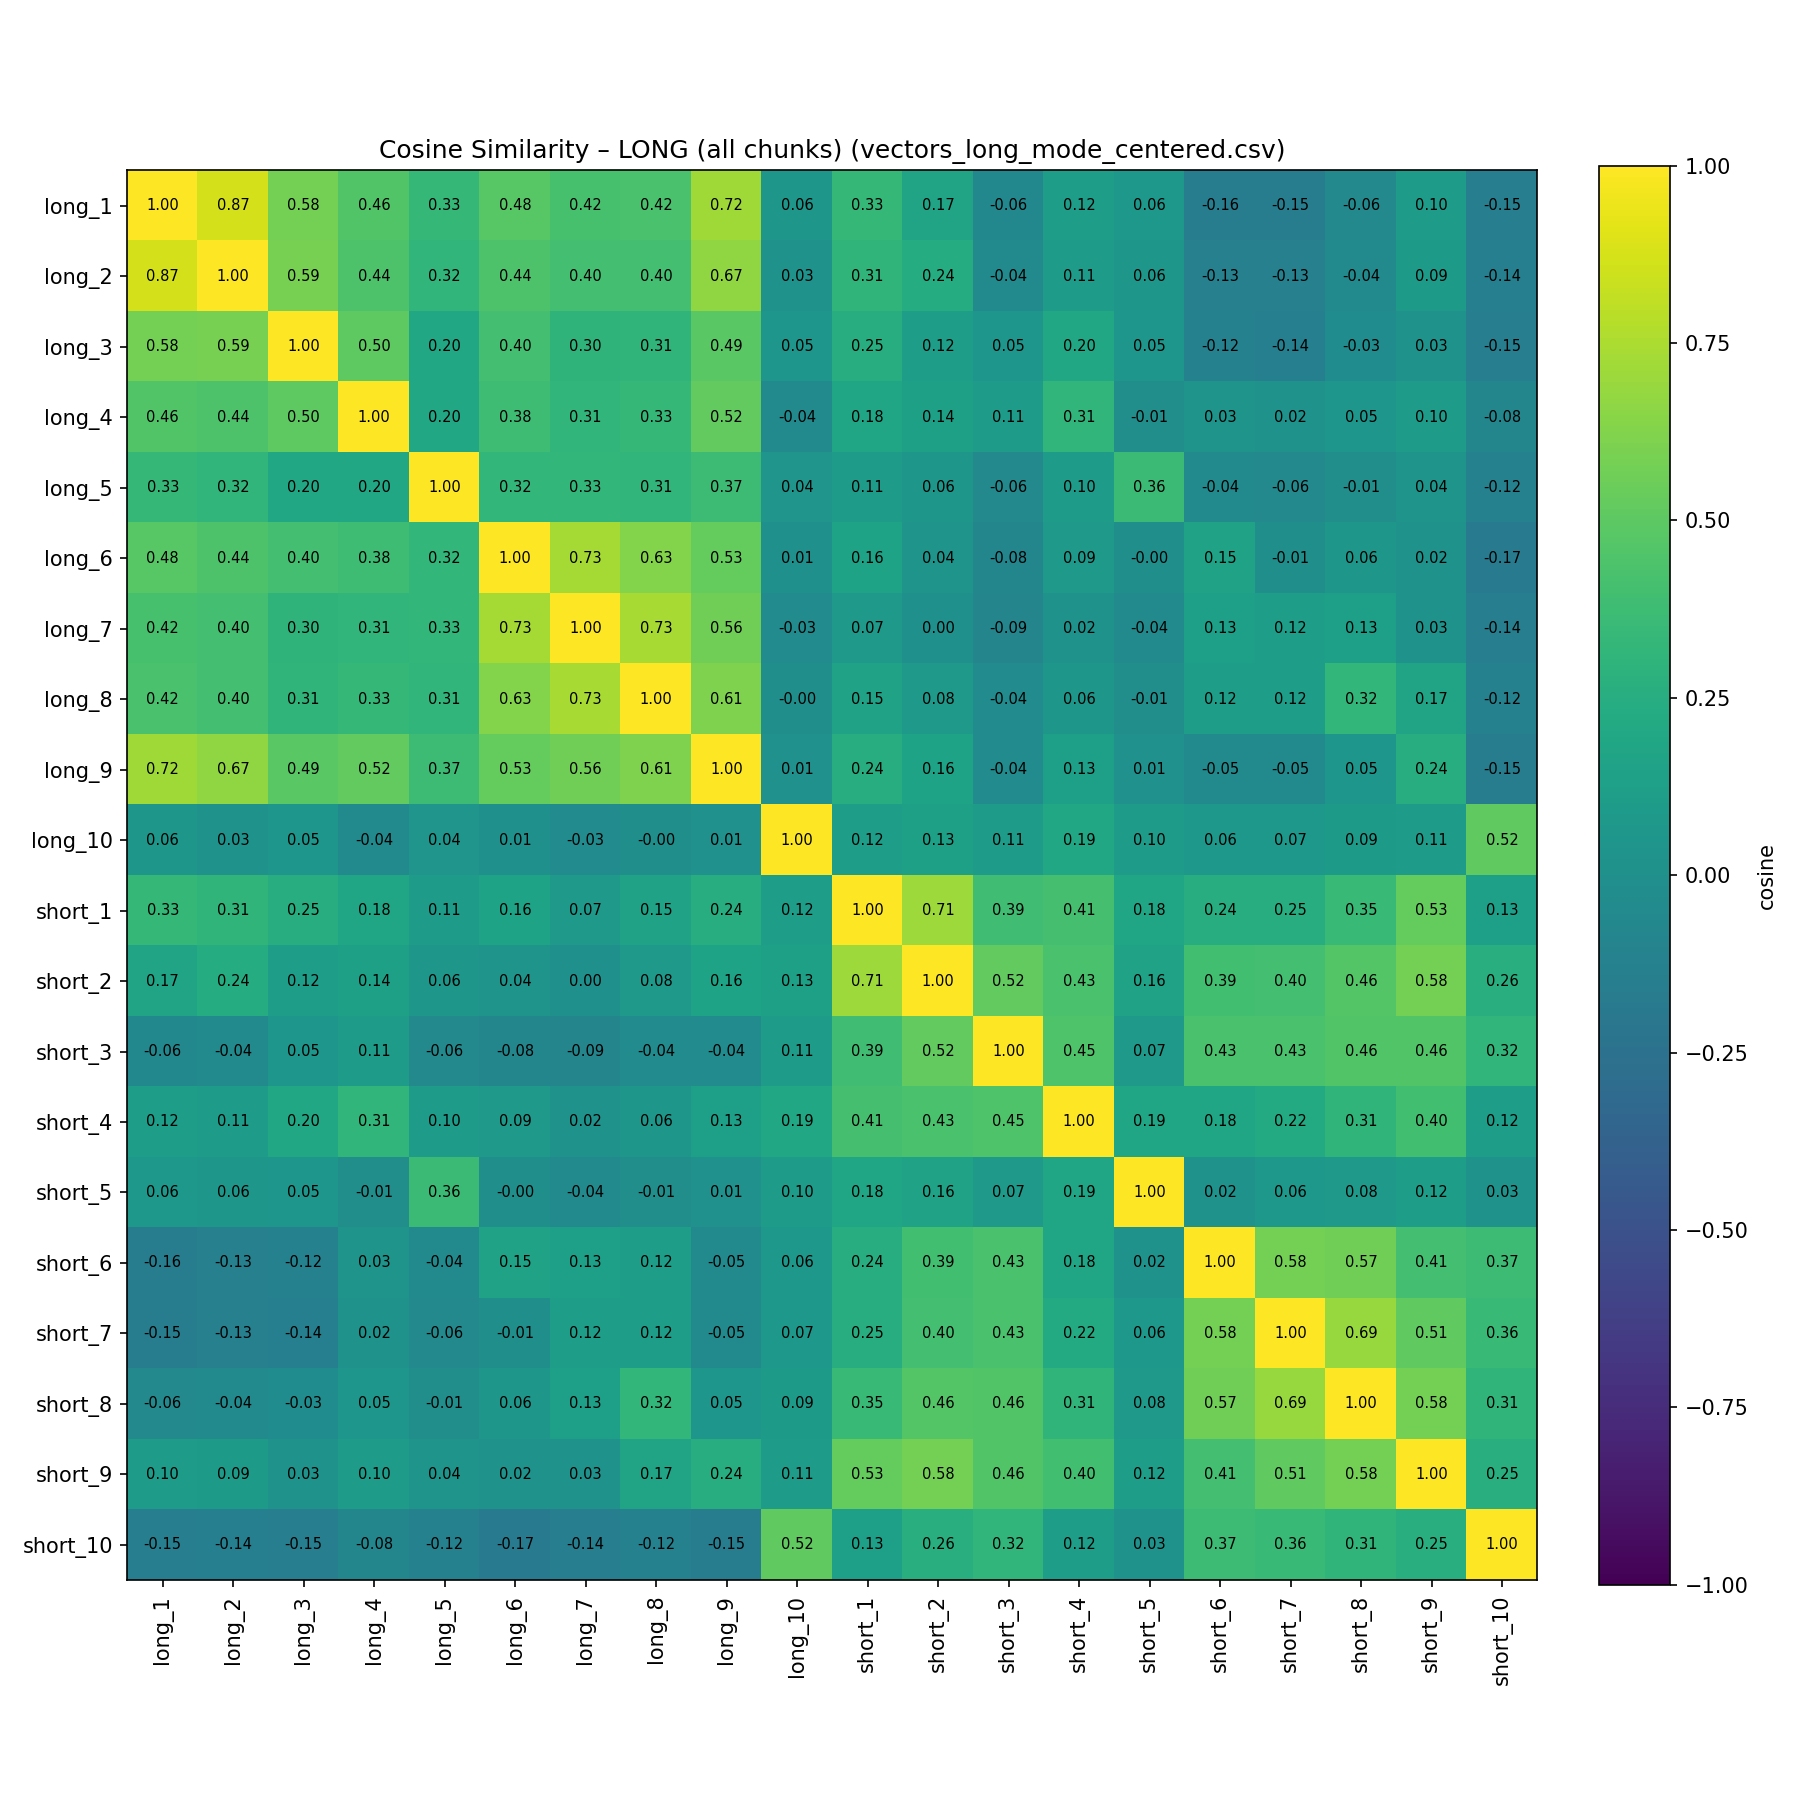 Cosine Similarity – LONG (all chunks) (vectors_long_mode_centered.csv)
long_1 1.00 0.87 0.58 0.46 0.33 0.48 0.42 0.42 0.72 0.06 0.33 0.17 -0.06 0.12 0.06 -0.16 -0.15 -0.06 0.10 -0.15
long_2 0.87 1.00 0.59 0.44 0.32 0.44 0.40 0.40 0.67 0.03 0.31 0.24 -0.04 0.11 0.06 -0.13 -0.13 -0.04 0.09 -0.14
long_3 0.58 0.59 1.00 0.50 0.20 0.40 0.30 0.31 0.49 0.05 0.25 0.12 0.05 0.20 0.05 -0.12 -0.14 -0.03 0.03 -0.15
long_4 0.46 0.44 0.50 1.00 0.20 0.38 0.31 0.33 0.52 -0.04 0.18 0.14 0.11 0.31 -0.01 0.03 0.02 0.05 0.10 -0.08
long_5 0.33 0.32 0.20 0.20 1.00 0.32 0.33 0.31 0.37 0.04 0.11 0.06 -0.06 0.10 0.36 -0.04 -0.06 -0.01 0.04 -0.12
long_6 0.48 0.44 0.40 0.38 0.32 1.00 0.73 0.63 0.53 0.01 0.16 0.04 -0.08 0.09 -0.00 0.15 -0.01 0.06 0.02 -0.17
long_7 0.42 0.40 0.30 0.31 0.33 0.73 1.00 0.73 0.56 -0.03 0.07 0.00 -0.09 0.02 -0.04 0.13 0.12 0.13 0.03 -0.14
long_8 0.42 0.40 0.31 0.33 0.31 0.63 0.73 1.00 0.61 -0.00 0.15 0.08 -0.04 0.06 -0.01 0.12 0.12 0.32 0.17 -0.12
long_9 0.72 0.67 0.49 0.52 0.37 0.53 0.56 0.61 1.00 0.01 0.24 0.16 -0.04 0.13 0.01 -0.05 -0.05 0.05 0.24 -0.15
long_10 0.06 0.03 0.05 -0.04 0.04 0.01 -0.03 -0.00 0.01 1.00 0.12 0.13 0.11 0.19 0.10 0.06 0.07 0.09 0.11 0.52
short_1 0.33 0.31 0.25 0.18 0.11 0.16 0.07 0.15 0.24 0.12 1.00 0.71 0.39 0.41 0.18 0.24 0.25 0.35 0.53 0.13
short_2 0.17 0.24 0.12 0.14 0.06 0.04 0.00 0.08 0.16 0.13 0.71 1.00 0.52 0.43 0.16 0.39 0.40 0.46 0.58 0.26
short_3 -0.06 -0.04 0.05 0.11 -0.06 -0.08 -0.09 -0.04 -0.04 0.11 0.39 0.52 1.00 0.45 0.07 0.43 0.43 0.46 0.46 0.32
short_4 0.12 0.11 0.20 0.31 0.10 0.09 0.02 0.06 0.13 0.19 0.41 0.43 0.45 1.00 0.19 0.18 0.22 0.31 0.40 0.12
short_5 0.06 0.06 0.05 -0.01 0.36 -0.00 -0.04 -0.01 0.01 0.10 0.18 0.16 0.07 0.19 1.00 0.02 0.06 0.08 0.12 0.03
short_6 -0.16 -0.13 -0.12 0.03 -0.04 0.15 0.13 0.12 -0.05 0.06 0.24 0.39 0.43 0.18 0.02 1.00 0.58 0.57 0.41 0.37
short_7 -0.15 -0.13 -0.14 0.02 -0.06 -0.01 0.12 0.12 -0.05 0.07 0.25 0.40 0.43 0.22 0.06 0.58 1.00 0.69 0.51 0.36
short_8 -0.06 -0.04 -0.03 0.05 -0.01 0.06 0.13 0.32 0.05 0.09 0.35 0.46 0.46 0.31 0.08 0.57 0.69 1.00 0.58 0.31
short_9 0.10 0.09 0.03 0.10 0.04 0.02 0.03 0.17 0.24 0.11 0.53 0.58 0.46 0.40 0.12 0.41 0.51 0.58 1.00 0.25
short_10 -0.15 -0.14 -0.15 -0.08 -0.12 -0.17 -0.14 -0.12 -0.15 0.52 0.13 0.26 0.32 0.12 0.03 0.37 0.36 0.31 0.25 1.00
long_1 long_2 long_3 long_4 long_5 long_6 long_7 long_8 long_9 long_10 short_1 short_2 short_3 short_4 short_5 short_6 short_7 short_8 short_9 short_10
1.00
0.75
0.50
0.25
0.00
−0.25
−0.50
−0.75
−1.00
cosine